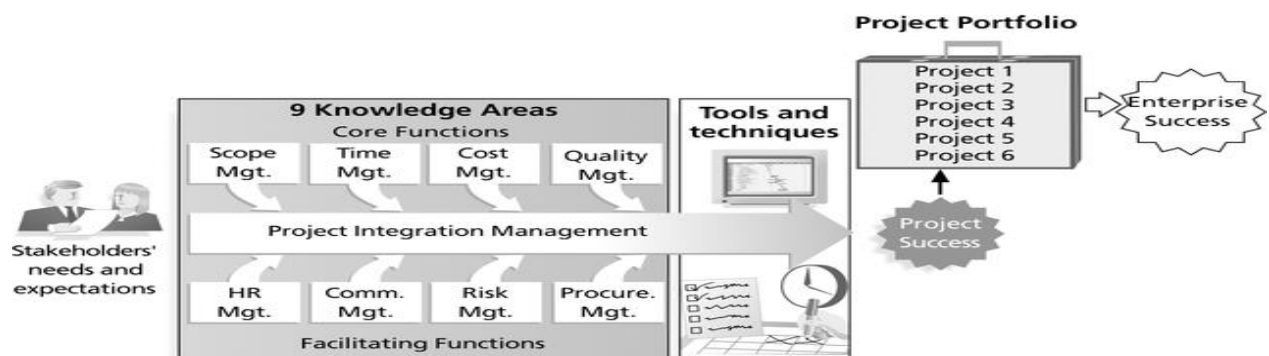 Stakeholders'
needs and
expectations
9 Knowledge Areas
Core Functions
Scope
Mgt.
Time
Mgt.
Cost
Mgt.
Quality
Mgt.
Project Integration Management
HR
Mgt.
Comm.
Mgt.
Risk
Mgt.
Procure.
Mgt.
Facilitating Functions
Tools and
techniques
Project Portfolio
Project 1
Project 2
Project 3
Project 4
Project 5
Project 6
Project
Success
Enterprise
Success